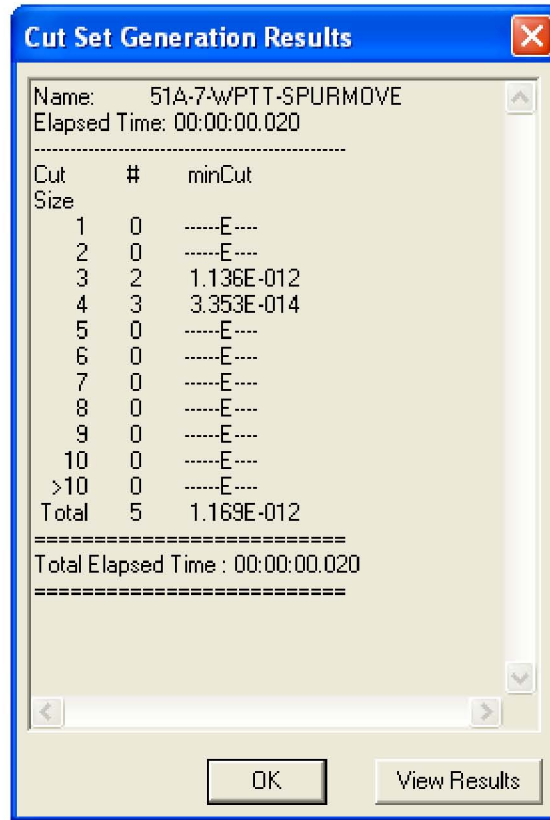 Cut Set Generation Results
Name: 51A-7-WPTT-SPURMOVE
Elapsed Time: 00:00:00.020
---------------------------------------------
Cut # minCut
Size
1 0 ------E----
2 0 ------E----
3 2 1.136E-012
4 3 3.353E-014
5 0 ------E----
6 0 ------E----
7 0 ------E----
8 0 ------E----
9 0 ------E----
10 0 ------E----
>10 0 ------E----
Total 5 1.169E-012
==========================
Total Elapsed Time : 00:00:00.020
==========================
OK View Results